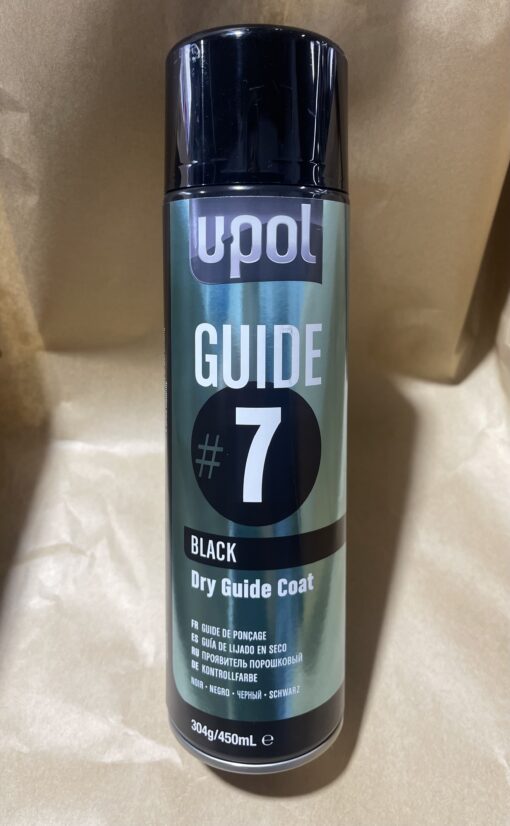 upol
GUIDE
#7
BLACK
Dry Guide Coat
FR GUIDE DE PONÇAGE
ES GUÍA DE LIJADO EN SECO
RU ПРОЯВИТЕЛЬ ПОРОШКОВЫЙ
DE KONTROLLFARBE
NOIR • NEGRO • ЧЕРНЫЙ • SCHWARZ
304g/450mL ℮